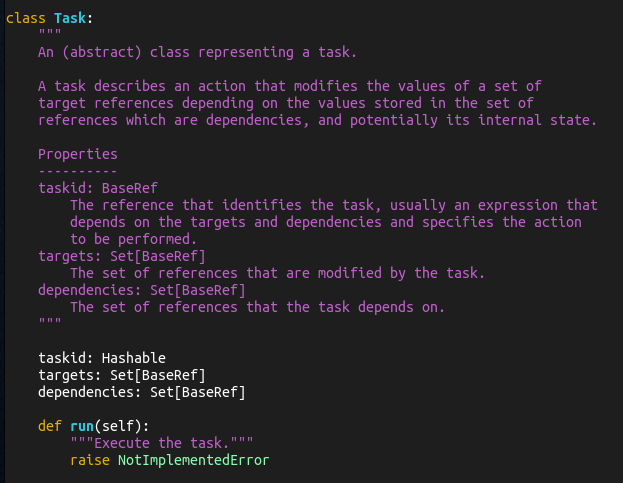 class Task:
    """
    An (abstract) class representing a task.

    A task describes an action that modifies the values of a set of
    target references depending on the values stored in the set of
    references which are dependencies, and potentially its internal state.

    Properties
    ----------
    taskid: BaseRef
        The reference that identifies the task, usually an expression that
        depends on the targets and dependencies and specifies the action
        to be performed.
    targets: Set[BaseRef]
        The set of references that are modified by the task.
    dependencies: Set[BaseRef]
        The set of references that the task depends on.
    """

    taskid: Hashable
    targets: Set[BaseRef]
    dependencies: Set[BaseRef]

    def run(self):
        """Execute the task."""
        raise NotImplementedError